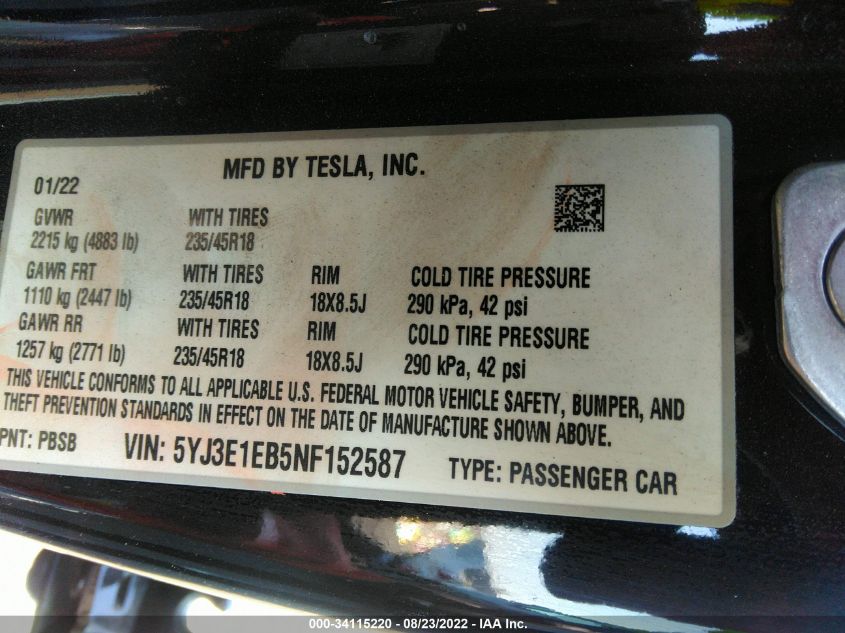 MFD BY TESLA, INC.
01/22
GVWR WITH TIRES
2215 kg (4883 lb) 235/45R18
GAWR FRT WITH TIRES RIM COLD TIRE PRESSURE
1110 kg (2447 lb) 235/45R18 18X8.5J 290 kPa, 42 psi
GAWR RR WITH TIRES RIM COLD TIRE PRESSURE
1257 kg (2771 lb) 235/45R18 18X8.5J 290 kPa, 42 psi
THIS VEHICLE CONFORMS TO ALL APPLICABLE U.S. FEDERAL MOTOR VEHICLE SAFETY, BUMPER, AND
THEFT PREVENTION STANDARDS IN EFFECT ON THE DATE OF MANUFACTURE SHOWN ABOVE.
PNT: PBSB VIN: 5YJ3E1EB5NF152587 TYPE: PASSENGER CAR
000-34115220 - 08/23/2022 - IAA Inc.